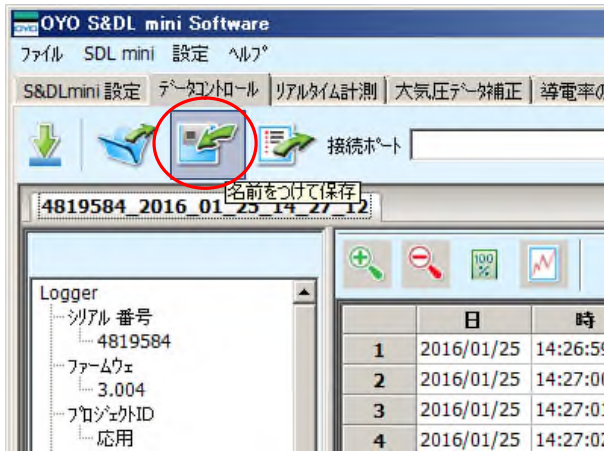 OYO S&DL mini Software
ファイル SDL mini 設定 ヘルプ
S&DLmini 設定 データコントロール リアルタイム計測 大気圧データ補正 導電率の
接続ポート
名前をつけて保存
4819584_2016_01_25_14_27_12
Logger
シリアル 番号
4819584
ファームウェ
3.004
プロジェクトID
応用
100
%
日 時
1 2016/01/25 14:26:59
2 2016/01/25 14:27:00
3 2016/01/25 14:27:01
4 2016/01/25 14:27:02